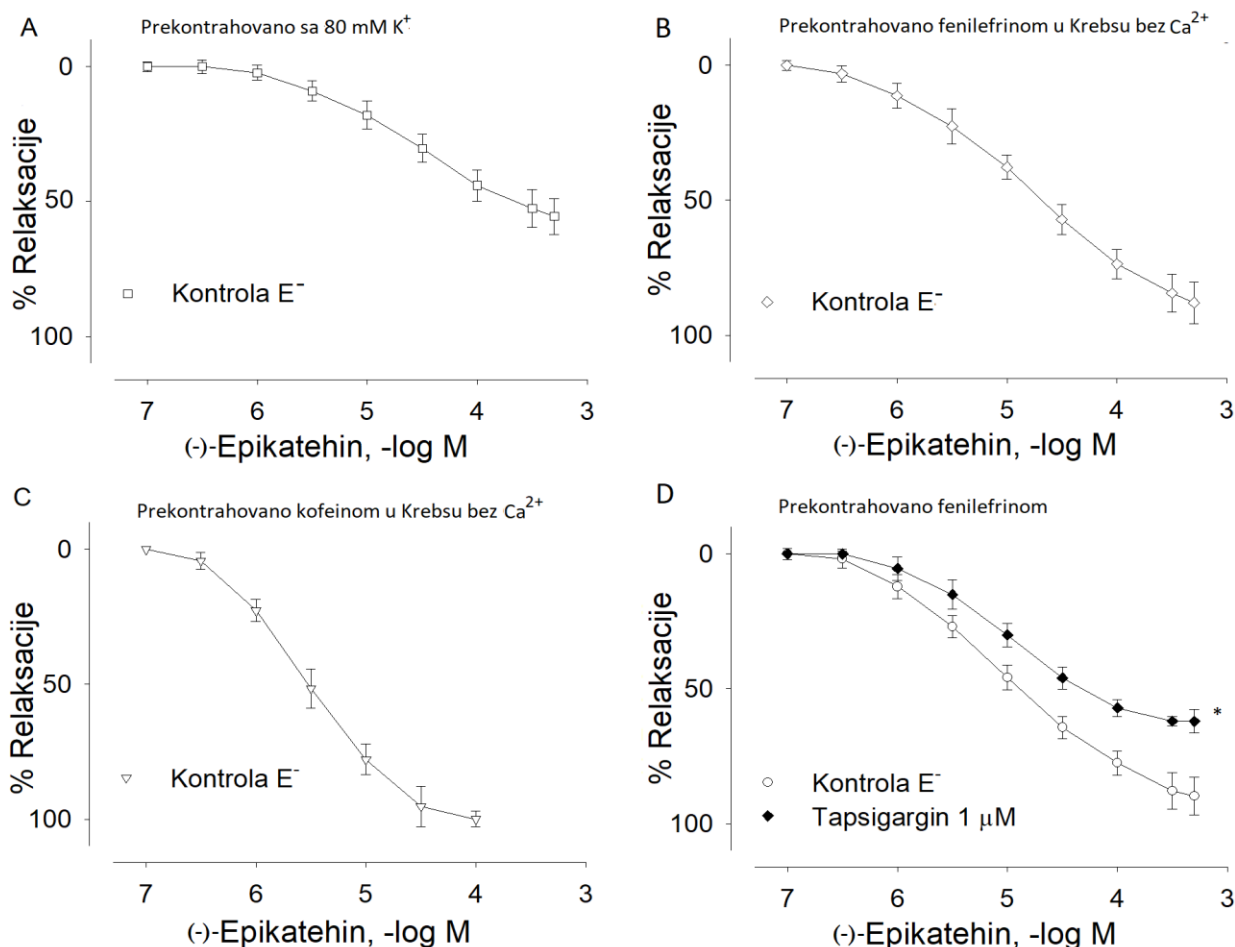 A
Prekontrahovano sa 80 mM K⁺
0
50
100
% Relaksacije
Kontrola E⁻
7 6 5 4 3
(-)-Epikatehin, -log M
B
Prekontrahovano fenilefrinom u Krebsu bez Ca²⁺
0
50
100
% Relaksacije
Kontrola E⁻
7 6 5 4 3
(-)-Epikatehin, -log M
C
Prekontrahovano kofeinom u Krebsu bez Ca²⁺
0
50
100
% Relaksacije
Kontrola E⁻
7 6 5 4 3
(-)-Epikatehin, -log M
D
Prekontrahovano fenilefrinom
0
50
100
% Relaksacije
*
Kontrola E⁻
Tapsigargin 1 μM
7 6 5 4 3
(-)-Epikatehin, -log M